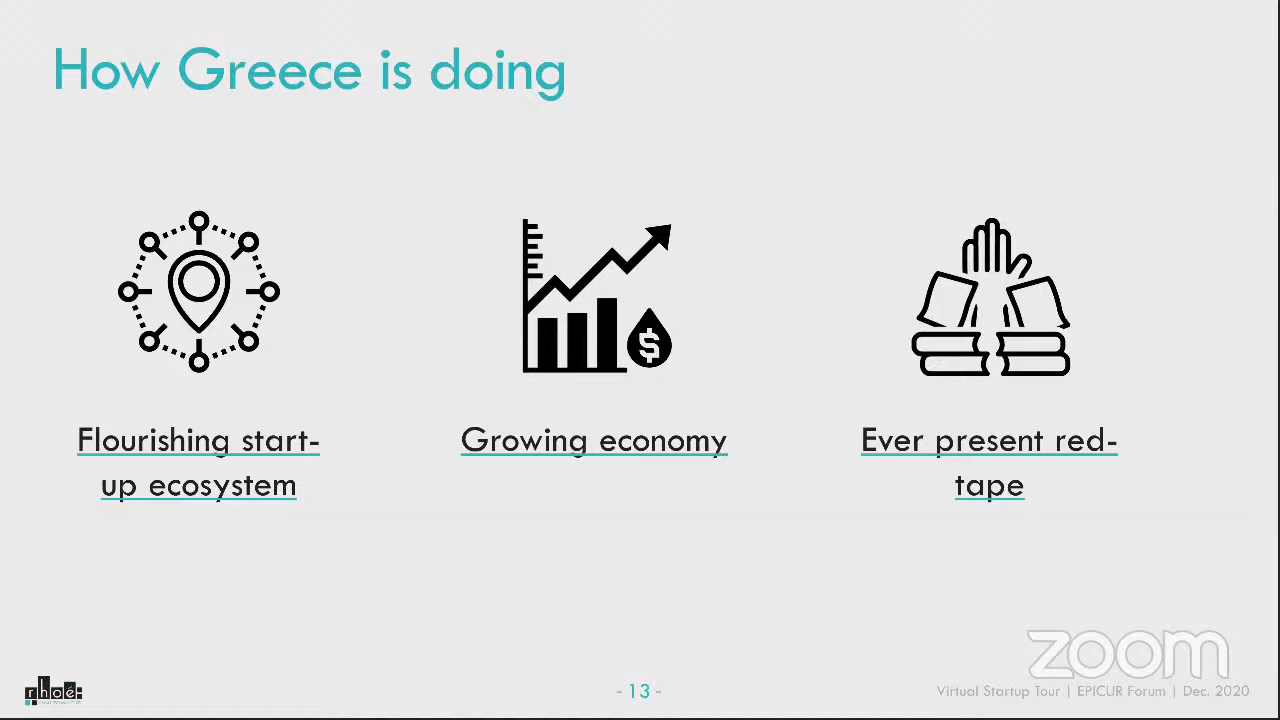 How Greece is doing
$
Flourishing start-
up ecosystem
Growing economy
Ever present red-
tape
zoom
rhoé:
- 13 -
Virtual Startup Tour | EPICUR Forum | Dec. 2020